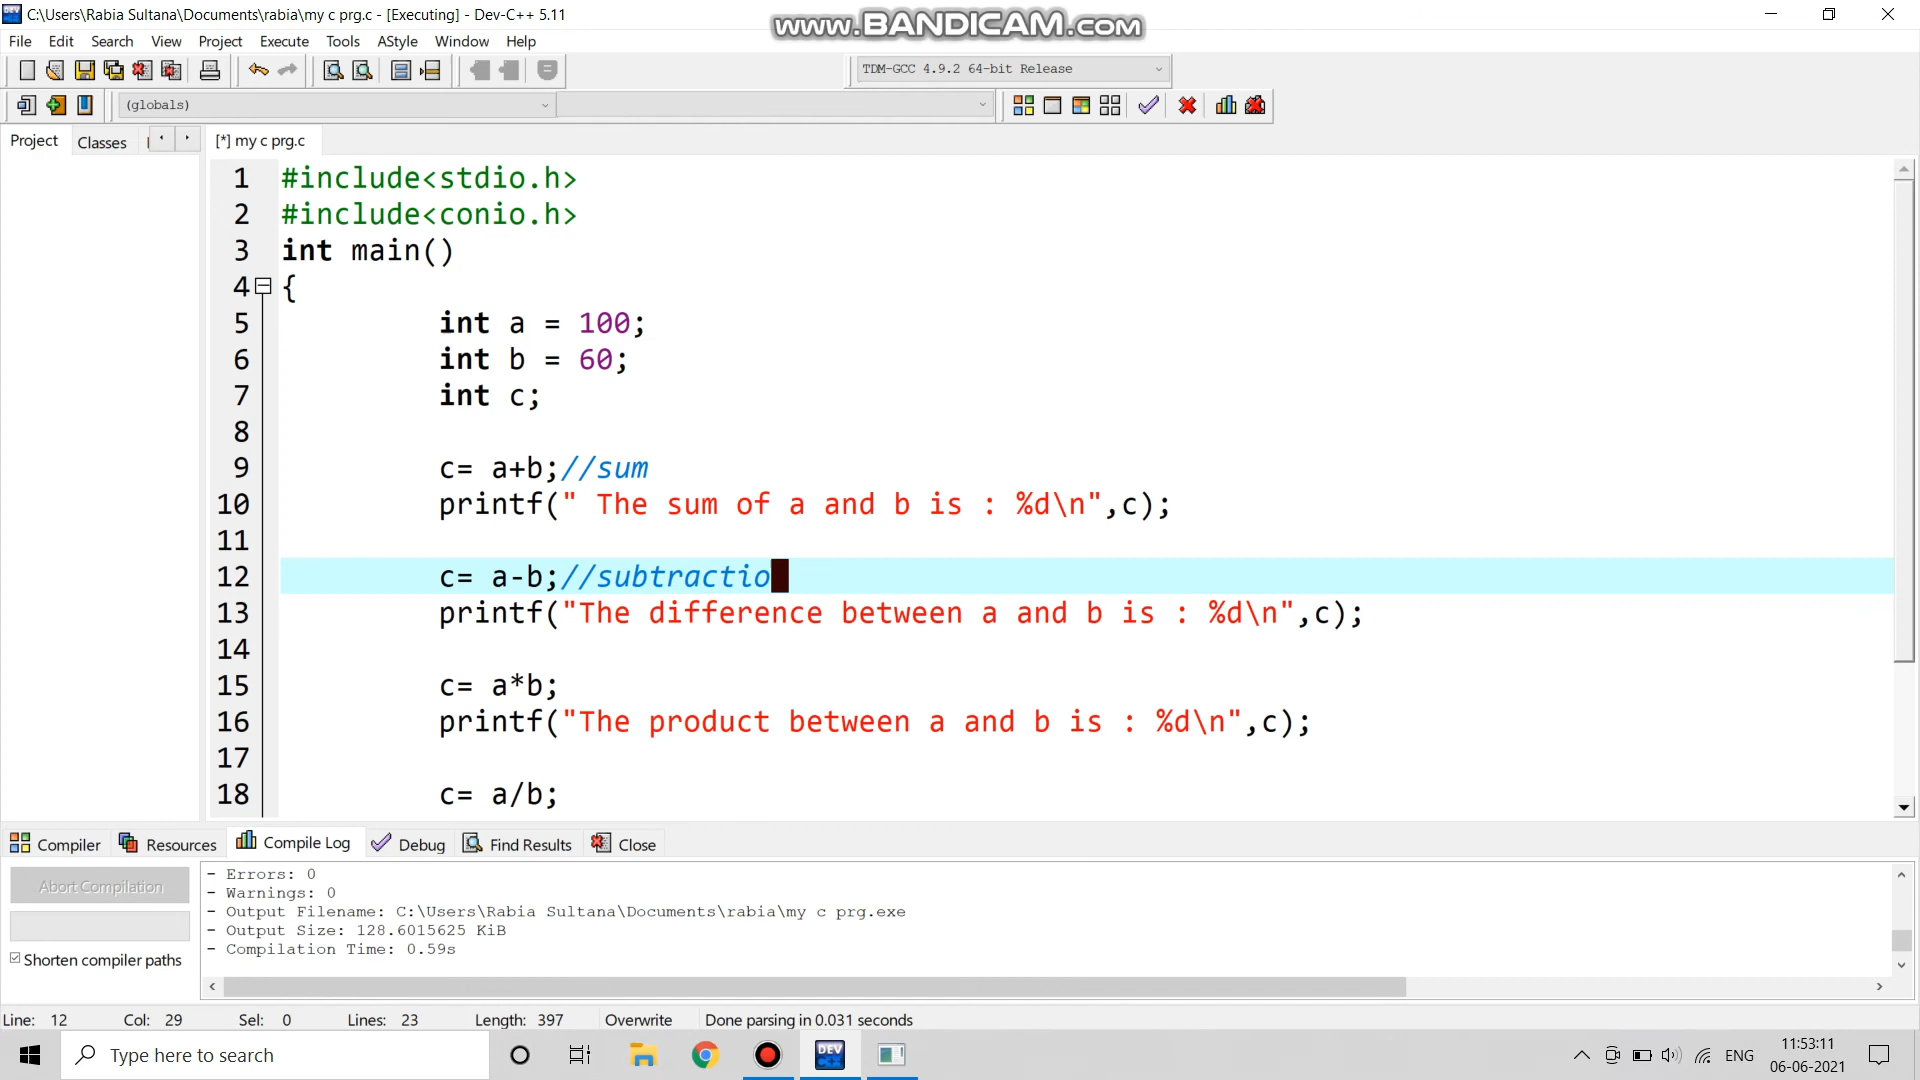 C:\Users\Rabia Sultana\Documents\rabia\my c prg.c - [Executing] - Dev-C++ 5.11
www.BANDICAM.com
File Edit Search View Project Execute Tools AStyle Window Help
TDM-GCC 4.9.2 64-bit Release
(globals)
Project Classes [*] my c prg.c
1 #include<stdio.h>
2 #include<conio.h>
3 int main()
4 {
5 int a = 100;
6 int b = 60;
7 int c;
8
9 c= a+b;//sum
10 printf(" The sum of a and b is : %d\n",c);
11
12 c= a-b;//subtractio
13 printf("The difference between a and b is : %d\n",c);
14
15 c= a*b;
16 printf("The product between a and b is : %d\n",c);
17
18 c= a/b;
Compiler Resources Compile Log Debug Find Results Close
Abort Compilation
Shorten compiler paths
- Errors: 0
- Warnings: 0
- Output Filename: C:\Users\Rabia Sultana\Documents\rabia\my c prg.exe
- Output Size: 128.6015625 KiB
- Compilation Time: 0.59s
Line: 12 Col: 29 Sel: 0 Lines: 23 Length: 397 Overwrite Done parsing in 0.031 seconds
Type here to search
DEV C++
ENG
11:53:11
06-06-2021